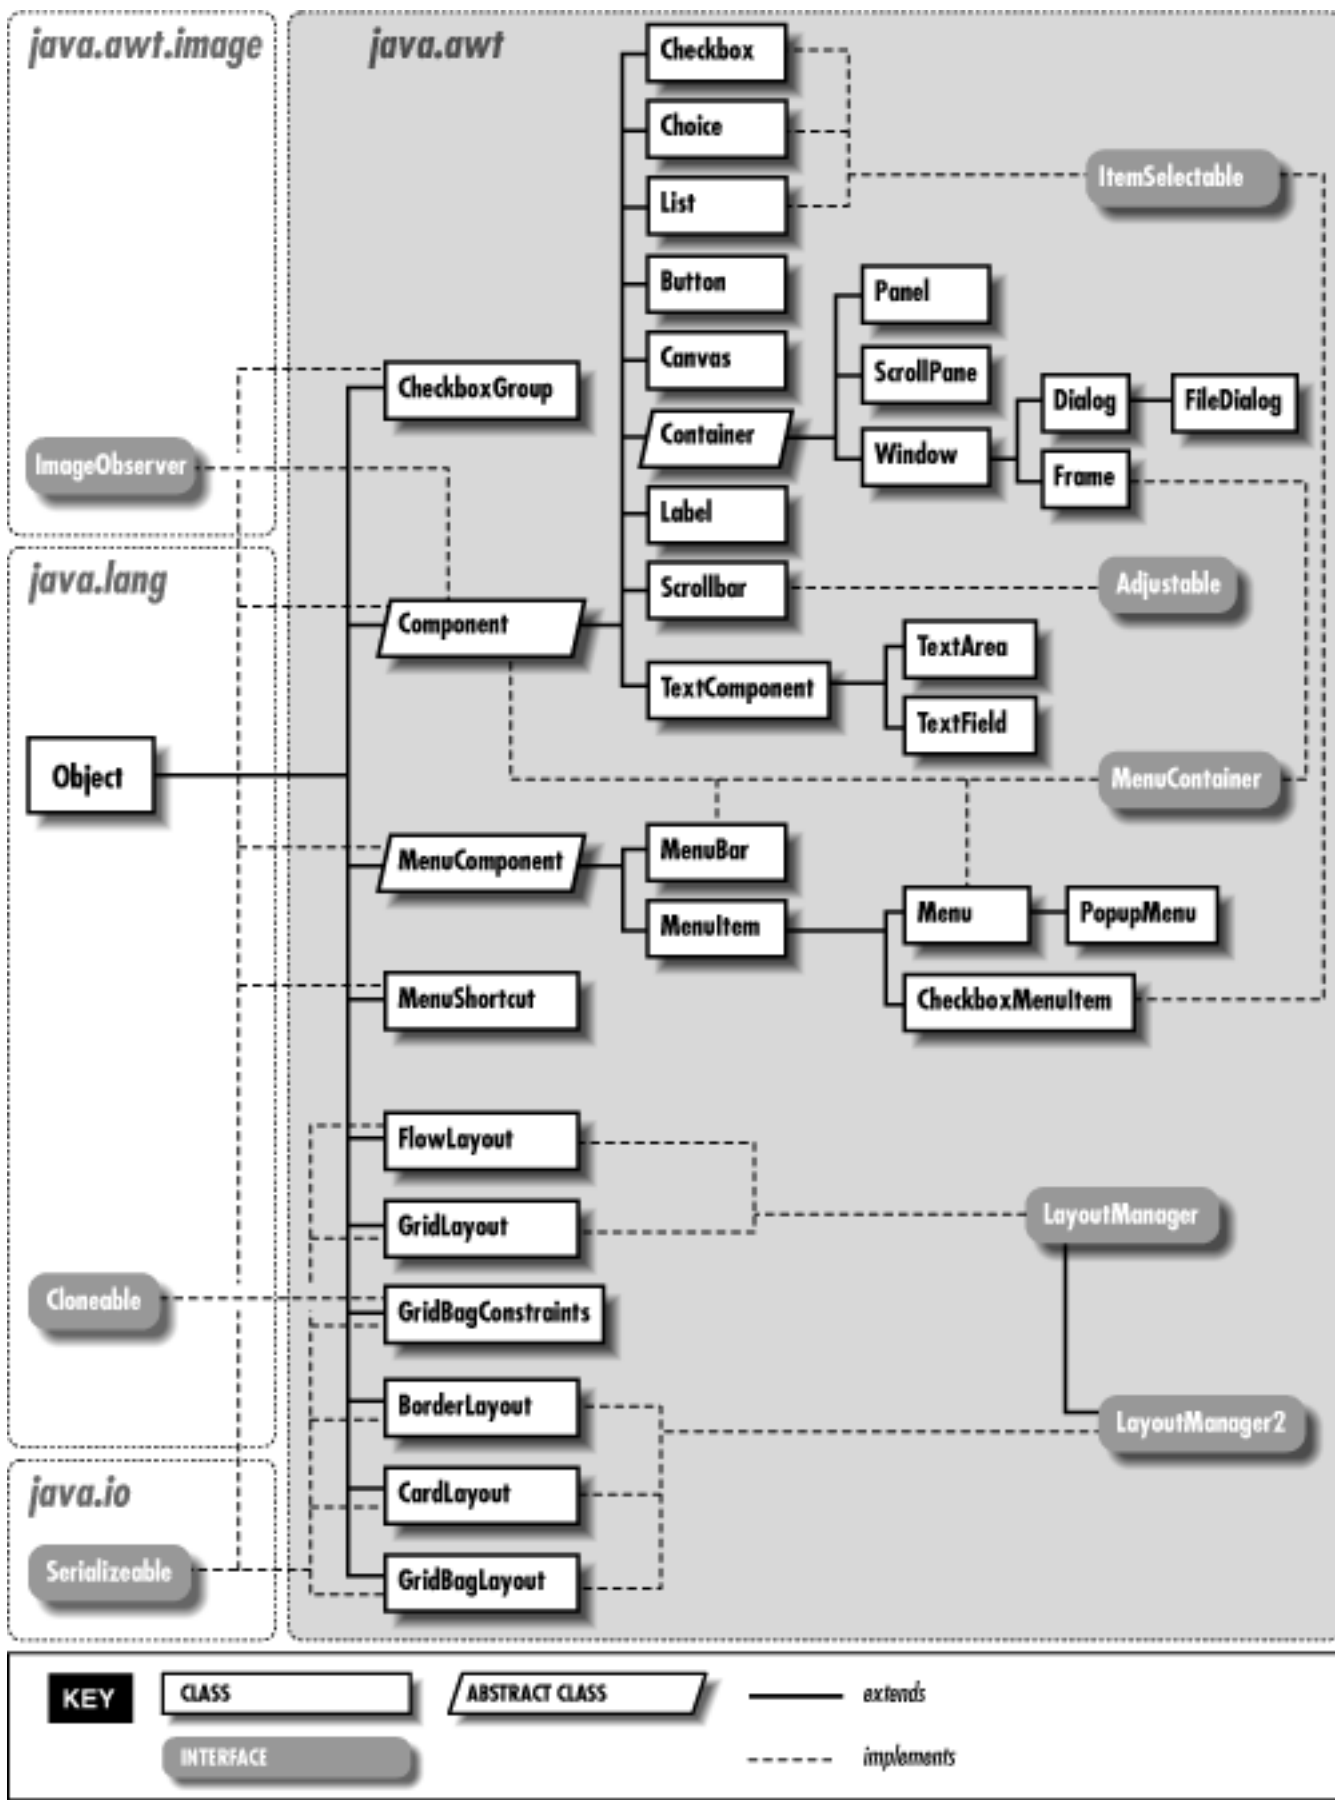 java.awt.image
java.awt
Checkbox
Choice
ItemSelectable
List
Button
Panel
Canvas
ScrollPane
CheckboxGroup
Dialog
FileDialog
Container
Window
ImageObserver
Frame
Label
java.lang
Scrollbar
Adjustable
Component
TextArea
TextComponent
TextField
Object
MenuContainer
MenuComponent
MenuBar
MenuItem
Menu
PopupMenu
MenuShortcut
CheckboxMenuItem
FlowLayout
GridLayout
LayoutManager
Cloneable
GridBagConstraints
BorderLayout
LayoutManager2
java.io
CardLayout
Serializeable
GridBagLayout
KEY
CLASS
ABSTRACT CLASS
extends
INTERFACE
implements